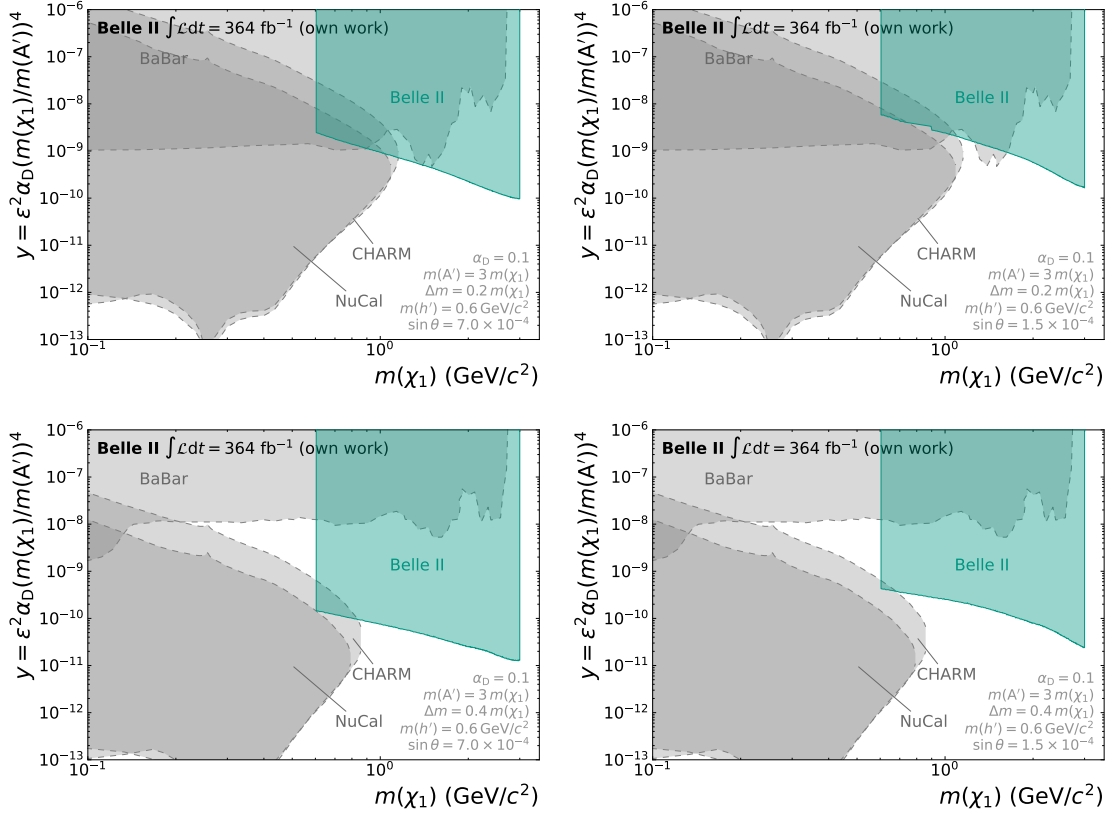 Belle II ∫ℒdt = 364 fb⁻¹ (own work)
BaBar
Belle II
CHARM
NuCal
α_D = 0.1
m(A′) = 3 m(χ₁)
Δm = 0.2 m(χ₁)
m(h′) = 0.6 GeV/c²
sin θ = 7.0 × 10⁻⁴
y = ε²α_D(m(χ₁)/m(A′))⁴
10⁻⁶
10⁻⁷
10⁻⁸
10⁻⁹
10⁻¹⁰
10⁻¹¹
10⁻¹²
10⁻¹³
10⁻¹
10⁰
m(χ₁) (GeV/c²)
Belle II ∫ℒdt = 364 fb⁻¹ (own work)
BaBar
Belle II
CHARM
NuCal
α_D = 0.1
m(A′) = 3 m(χ₁)
Δm = 0.2 m(χ₁)
m(h′) = 0.6 GeV/c²
sin θ = 1.5 × 10⁻⁴
y = ε²α_D(m(χ₁)/m(A′))⁴
10⁻⁶
10⁻⁷
10⁻⁸
10⁻⁹
10⁻¹⁰
10⁻¹¹
10⁻¹²
10⁻¹³
10⁻¹
10⁰
m(χ₁) (GeV/c²)
Belle II ∫ℒdt = 364 fb⁻¹ (own work)
BaBar
Belle II
CHARM
NuCal
α_D = 0.1
m(A′) = 3 m(χ₁)
Δm = 0.4 m(χ₁)
m(h′) = 0.6 GeV/c²
sin θ = 7.0 × 10⁻⁴
y = ε²α_D(m(χ₁)/m(A′))⁴
10⁻⁶
10⁻⁷
10⁻⁸
10⁻⁹
10⁻¹⁰
10⁻¹¹
10⁻¹²
10⁻¹³
10⁻¹
10⁰
m(χ₁) (GeV/c²)
Belle II ∫ℒdt = 364 fb⁻¹ (own work)
BaBar
Belle II
CHARM
NuCal
α_D = 0.1
m(A′) = 3 m(χ₁)
Δm = 0.4 m(χ₁)
m(h′) = 0.6 GeV/c²
sin θ = 1.5 × 10⁻⁴
y = ε²α_D(m(χ₁)/m(A′))⁴
10⁻⁶
10⁻⁷
10⁻⁸
10⁻⁹
10⁻¹⁰
10⁻¹¹
10⁻¹²
10⁻¹³
10⁻¹
10⁰
m(χ₁) (GeV/c²)